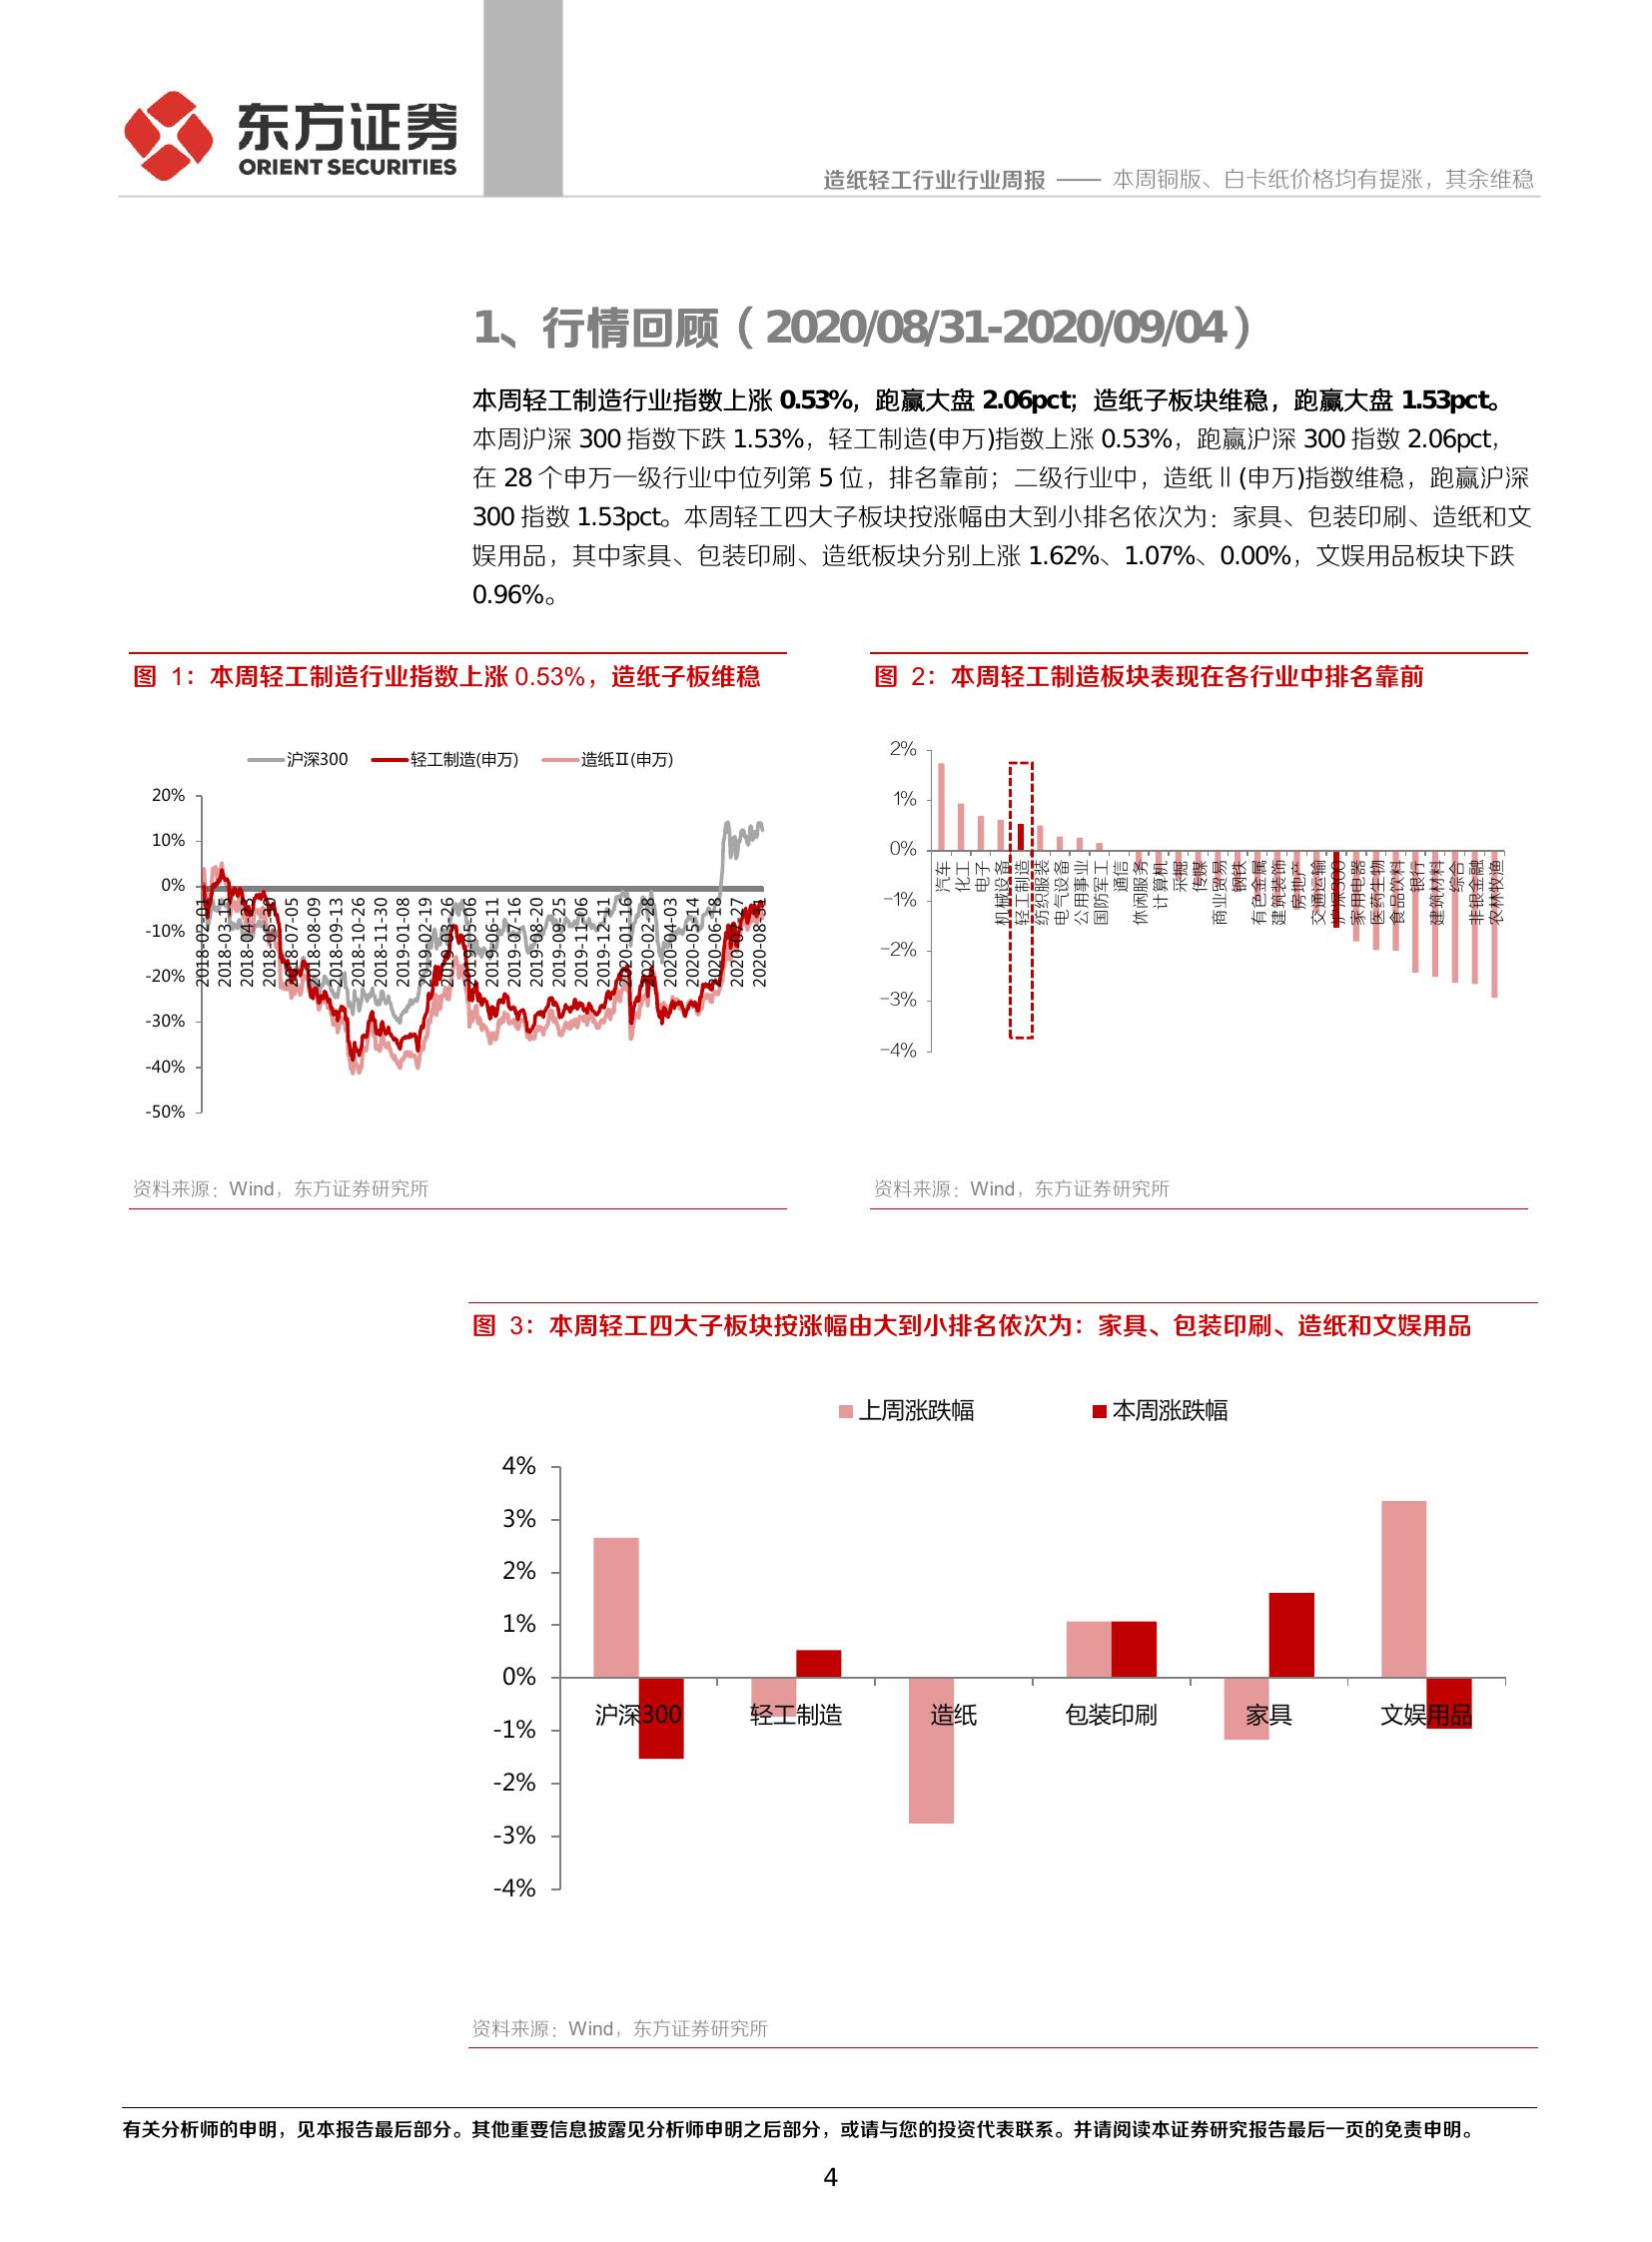 东方证券
ORIENT SECURITIES
造纸轻工行业行业周报 —— 本周铜版、白卡纸价格均有提涨，其余维稳
1、行情回顾（2020/08/31-2020/09/04）
本周轻工制造行业指数上涨 0.53%，跑赢大盘 2.06pct；造纸子板块维稳，跑赢大盘 1.53pct。
本周沪深 300 指数下跌 1.53%，轻工制造(申万)指数上涨 0.53%，跑赢沪深 300 指数 2.06pct，
在 28 个申万一级行业中位列第 5 位，排名靠前；二级行业中，造纸Ⅱ(申万)指数维稳，跑赢沪深
300 指数 1.53pct。本周轻工四大子板块按涨幅由大到小排名依次为：家具、包装印刷、造纸和文
娱用品，其中家具、包装印刷、造纸板块分别上涨 1.62%、1.07%、0.00%，文娱用品板块下跌
0.96%。
图 1：本周轻工制造行业指数上涨 0.53%，造纸子板维稳
沪深300 轻工制造(申万) 造纸Ⅱ(申万)
20%
10%
0%
-10%
-20%
-30%
-40%
-50%
2018-02-01
2018-03-15
2018-04-23
2018-05-30
2018-07-05
2018-08-09
2018-09-13
2018-10-26
2018-11-30
2019-01-08
2019-02-19
2019-03-26
2019-05-06
2019-06-11
2019-07-16
2019-08-20
2019-09-25
2019-11-06
2019-12-11
2020-01-16
2020-02-28
2020-04-03
2020-05-14
2020-06-18
2020-07-27
2020-08-31
资料来源：Wind，东方证券研究所
图 2：本周轻工制造板块表现在各行业中排名靠前
2%
1%
0%
−1%
−2%
−3%
−4%
汽车
化工
电子
机械设备
轻工制造
纺织服装
电气设备
公用事业
国防军工
通信
休闲服务
计算机
采掘
传媒
商业贸易
钢铁
有色金属
建筑装饰
房地产
交通运输
沪深300
家用电器
医药生物
食品饮料
银行
建筑材料
综合
非银金融
农林牧渔
资料来源：Wind，东方证券研究所
图 3：本周轻工四大子板块按涨幅由大到小排名依次为：家具、包装印刷、造纸和文娱用品
上周涨跌幅 本周涨跌幅
4%
3%
2%
1%
0%
-1%
-2%
-3%
-4%
沪深300 轻工制造 造纸 包装印刷 家具 文娱用品
资料来源：Wind，东方证券研究所
有关分析师的申明，见本报告最后部分。其他重要信息披露见分析师申明之后部分，或请与您的投资代表联系。并请阅读本证券研究报告最后一页的免责申明。
4